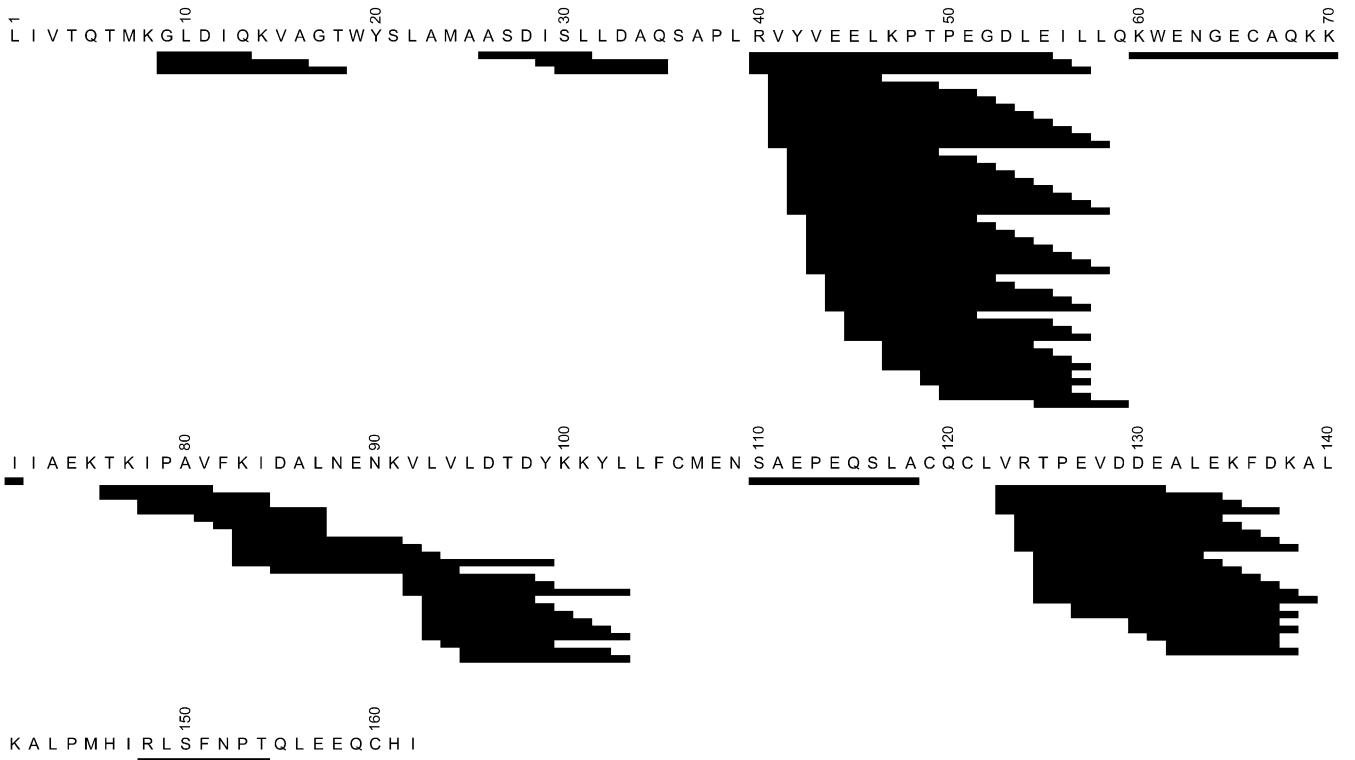 1 10 20 30 40 50 60 70
L I V T Q T M K G L D I Q K V A G T W Y S L A M A A S D I S L L D A Q S A P L R V Y V E E L K P T P E G D L E I L L Q K W E N G E C A Q K K
80 90 100 110 120 130 140
I I A E K T K I P A V F K I D A L N E N K V L V L D T D Y K K Y L L F C M E N S A E P E Q S L A C Q C L V R T P E V D D E A L E K F D K A L
150 160
K A L P M H I R L S F N P T Q L E E Q C H I